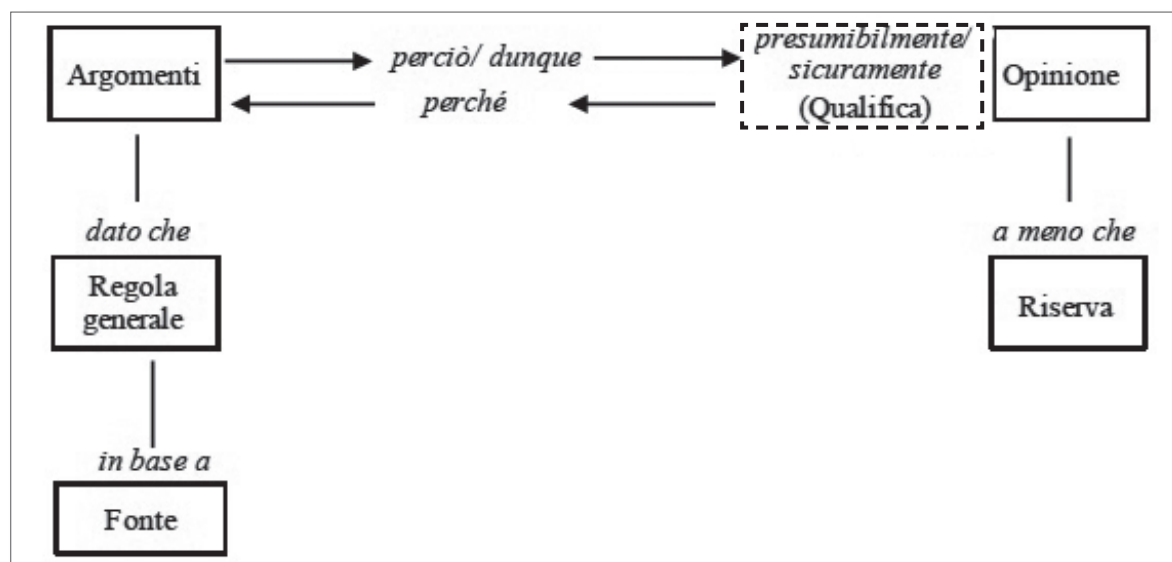 Argomenti
perciò/ dunque
perché
presumibilmente/
sicuramente
(Qualifica)
Opinione
dato che
a meno che
Regola
generale
Riserva
in base a
Fonte